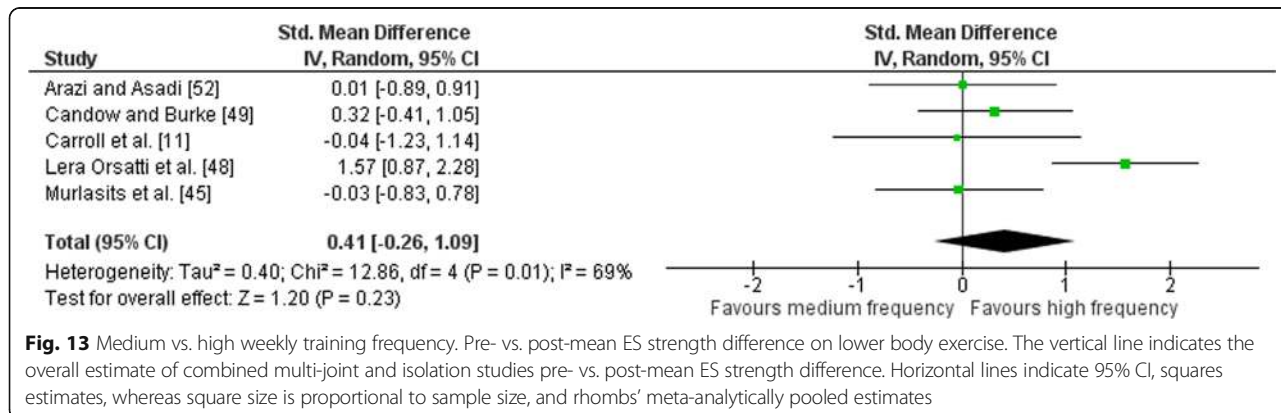 Std. Mean Difference
Study IV, Random, 95% CI
Arazi and Asadi [52] 0.01 [-0.89, 0.91]
Candow and Burke [49] 0.32 [-0.41, 1.05]
Carroll et al. [11] -0.04 [-1.23, 1.14]
Lera Orsatti et al. [48] 1.57 [0.87, 2.28]
Murlasits et al. [45] -0.03 [-0.83, 0.78]
Total (95% CI) 0.41 [-0.26, 1.09]
Heterogeneity: Tau² = 0.40; Chi² = 12.86, df = 4 (P = 0.01); I² = 69%
Test for overall effect: Z = 1.20 (P = 0.23)
Std. Mean Difference
IV, Random, 95% CI
-2 -1 0 1 2
Favours medium frequency Favours high frequency
Fig. 13 Medium vs. high weekly training frequency. Pre- vs. post-mean ES strength difference on lower body exercise. The vertical line indicates the
overall estimate of combined multi-joint and isolation studies pre- vs. post-mean ES strength difference. Horizontal lines indicate 95% CI, squares
estimates, whereas square size is proportional to sample size, and rhombs’ meta-analytically pooled estimates